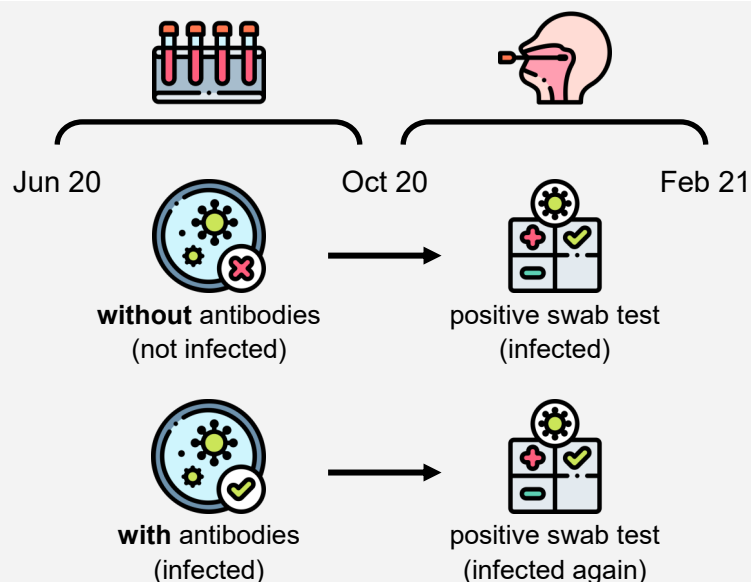 Jun 20
Oct 20
Feb 21
without antibodies
(not infected)
positive swab test
(infected)
with antibodies
(infected)
positive swab test
(infected again)